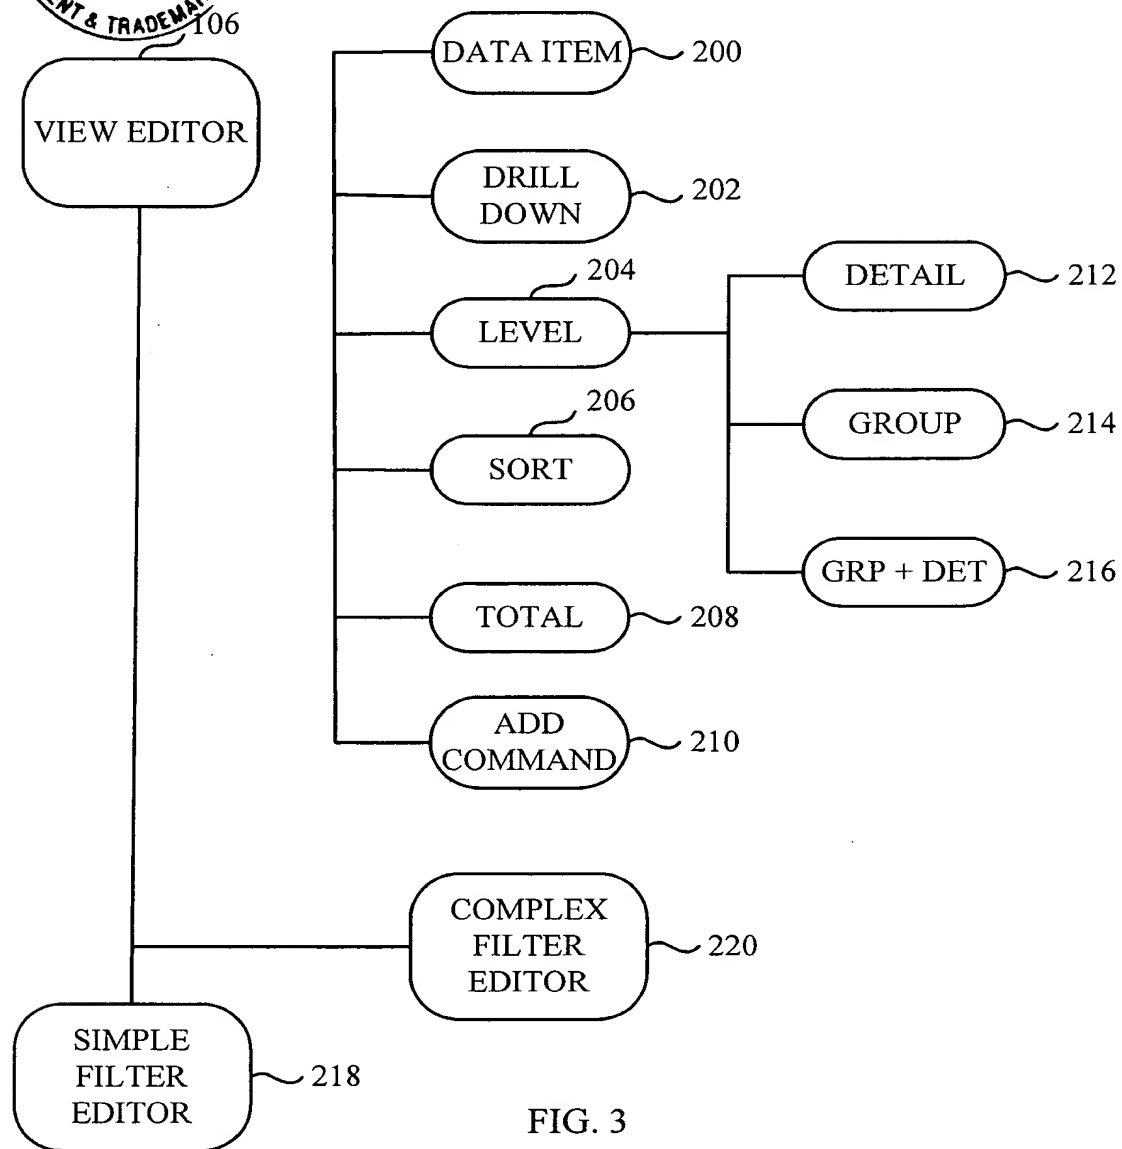 & TRADEMAR
106
VIEW EDITOR
DATA ITEM
200
DRILL
DOWN
202
204
LEVEL
206
SORT
TOTAL
208
ADD
COMMAND
210
DETAIL
212
GROUP
214
GRP + DET
216
COMPLEX
FILTER
EDITOR
220
SIMPLE
FILTER
EDITOR
218
FIG. 3